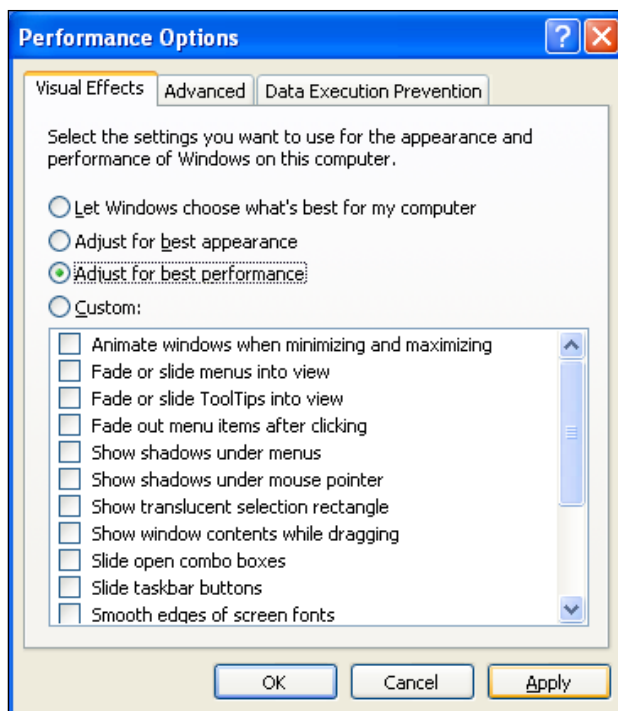 Performance Options
?
Visual Effects Advanced Data Execution Prevention
Select the settings you want to use for the appearance and
performance of Windows on this computer.
Let Windows choose what's best for my computer
Adjust for best appearance
Adjust for best performance
Custom:
Animate windows when minimizing and maximizing
Fade or slide menus into view
Fade or slide ToolTips into view
Fade out menu items after clicking
Show shadows under menus
Show shadows under mouse pointer
Show translucent selection rectangle
Show window contents while dragging
Slide open combo boxes
Slide taskbar buttons
Smooth edges of screen fonts
OK Cancel Apply